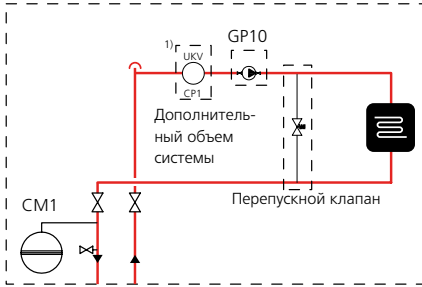 1)
UKV
CP1
GP10
Дополнитель-
ный объем
системы
Перепускной клапан
CM1